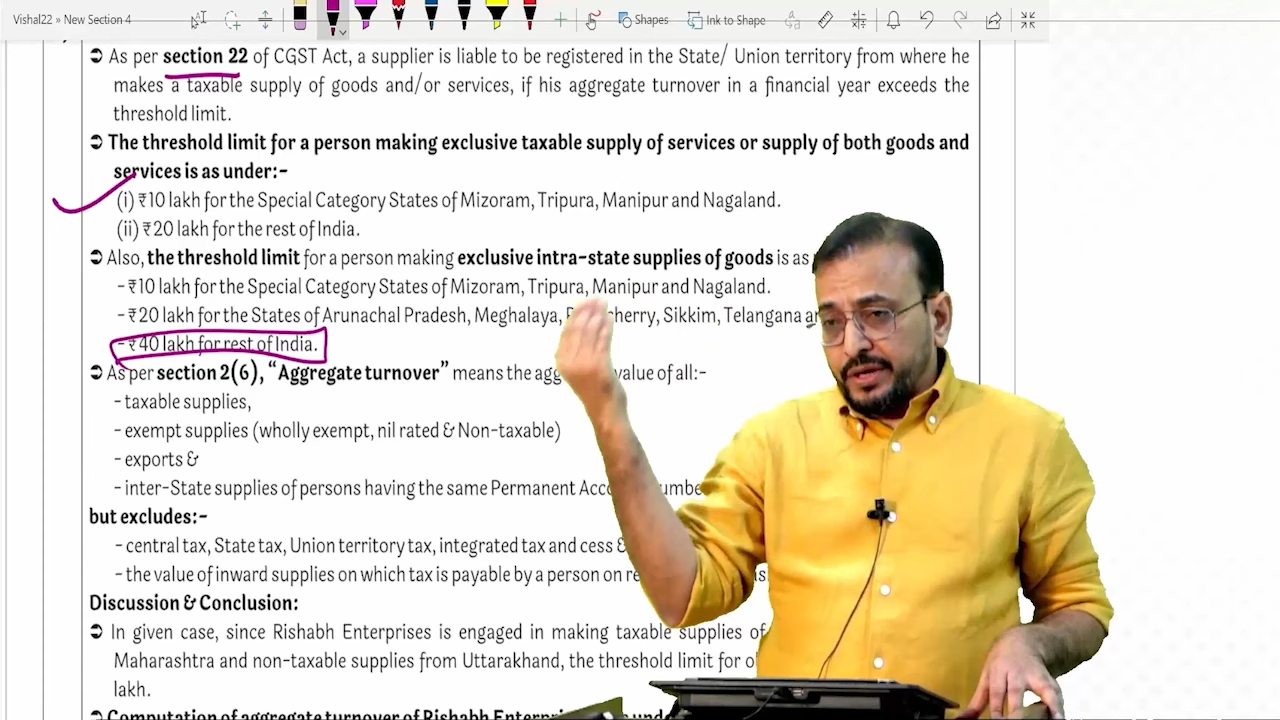 Vishal22 » New Section 4
Shapes
Ink to Shape
➲ As per section 22 of CGST Act, a supplier is liable to be registered in the State/ Union territory from where he
makes a taxable supply of goods and/or services, if his aggregate turnover in a financial year exceeds the
threshold limit.
➲ The threshold limit for a person making exclusive taxable supply of services or supply of both goods and
services is as under:-
(i) ₹10 lakh for the Special Category States of Mizoram, Tripura, Manipur and Nagaland.
(ii) ₹20 lakh for the rest of India.
➲ Also, the threshold limit for a person making exclusive intra-state supplies of goods is as
- ₹10 lakh for the Special Category States of Mizoram, Tripura, Manipur and Nagaland.
- ₹20 lakh for the States of Arunachal Pradesh, Meghalaya, Sikkim, Telangana
- ₹40 lakh for rest of India.
➲ As per section 2(6), “Aggregate turnover” means the value of all:-
- taxable supplies,
- exempt supplies (wholly exempt, nil rated & Non-taxable)
- exports &
- inter-State supplies of persons having the same Permanent
but excludes:-
- central tax, State tax, Union territory tax, integrated tax and cess &
- the value of inward supplies on which tax is payable by a person on
Discussion & Conclusion:
➲ In given case, since Rishabh Enterprises is engaged in making taxable supplies of
Maharashtra and non-taxable supplies from Uttarakhand, the threshold limit for
lakh.
➲ Computation of aggregate turnover of Rishabh